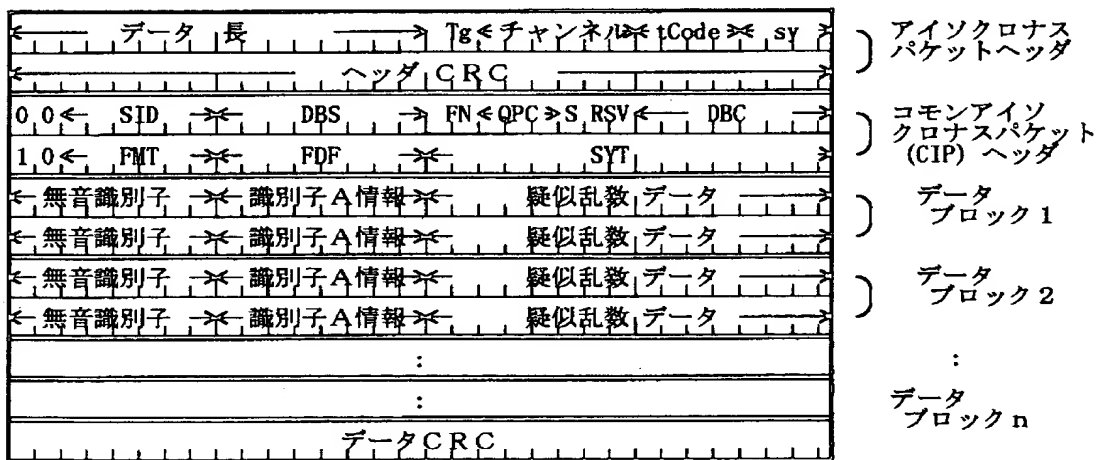 データ長 Tg チャンネル tCode sy
アイソクロナス
パケットヘッダ
ヘッダCRC
0 0 SID DBS FN QPC S RSV DBC
コモンアイソ
クロナスパケット
(CIP) ヘッダ
1 0 FMT FDF SYT
無音識別子 識別子A情報 疑似乱数データ
データ
ブロック1
無音識別子 識別子A情報 疑似乱数データ
無音識別子 識別子A情報 疑似乱数データ
データ
ブロック2
無音識別子 識別子A情報 疑似乱数データ
: :
:
データ
ブロックn
データCRC